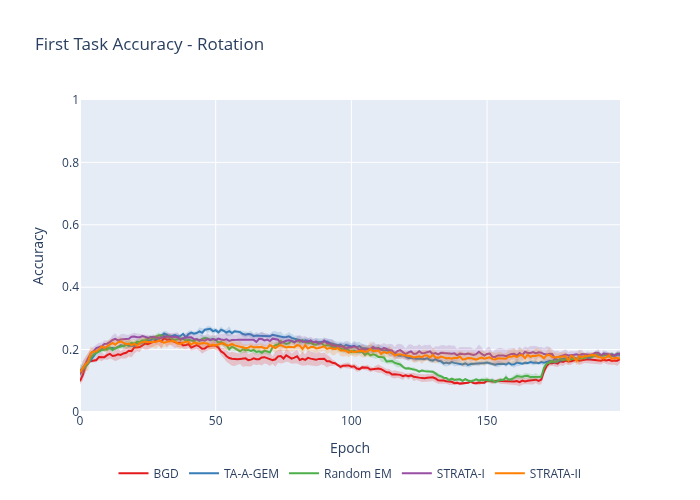 First Task Accuracy - Rotation
1
0.8
0.6
0.4
0.2
0
Accuracy
0 50 100 150
Epoch
BGD TA-A-GEM Random EM STRATA-I STRATA-II